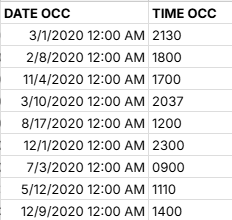 DATE OCC TIME OCC
3/1/2020 12:00 AM 2130
2/8/2020 12:00 AM 1800
11/4/2020 12:00 AM 1700
3/10/2020 12:00 AM 2037
8/17/2020 12:00 AM 1200
12/1/2020 12:00 AM 2300
7/3/2020 12:00 AM 0900
5/12/2020 12:00 AM 1110
12/9/2020 12:00 AM 1400